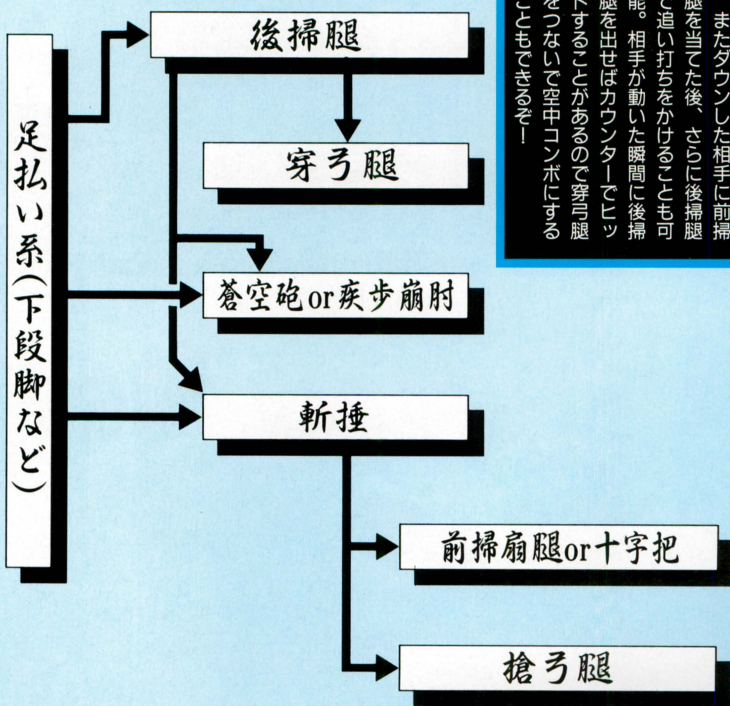 またダウンした相手に前掃
腿を当てた後、さらに後掃腿
で追い打ちをかけることも可
能。相手が動いた瞬間に後掃
腿を出せばカウンターでヒッ
トすることがあるので穿弓腿
をつないで空中コンボにする
こともできるぞ！
足払い系(下段脚など)
後掃腿
穿弓腿
蒼空砲or疾歩崩肘
斬捶
前掃扇腿or十字把
搶弓腿